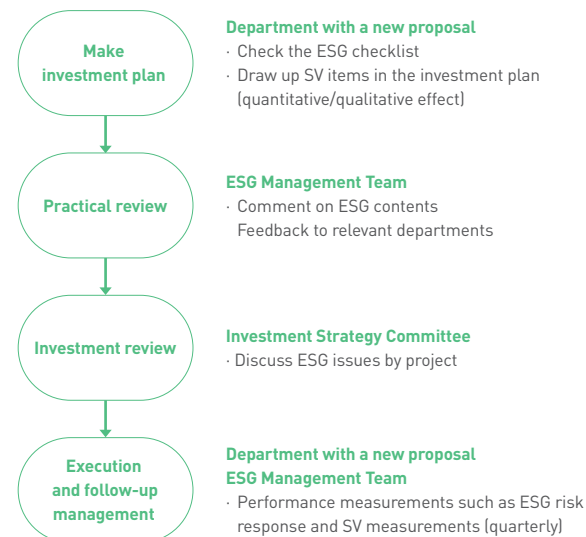 Make
investment plan
Department with a new proposal
· Check the ESG checklist
· Draw up SV items in the investment plan
(quantitative/qualitative effect)
Practical review
ESG Management Team
· Comment on ESG contents
Feedback to relevant departments
Investment review
Investment Strategy Committee
· Discuss ESG issues by project
Execution
and follow-up
management
Department with a new proposal
ESG Management Team
· Performance measurements such as ESG risk
response and SV measurements (quarterly)